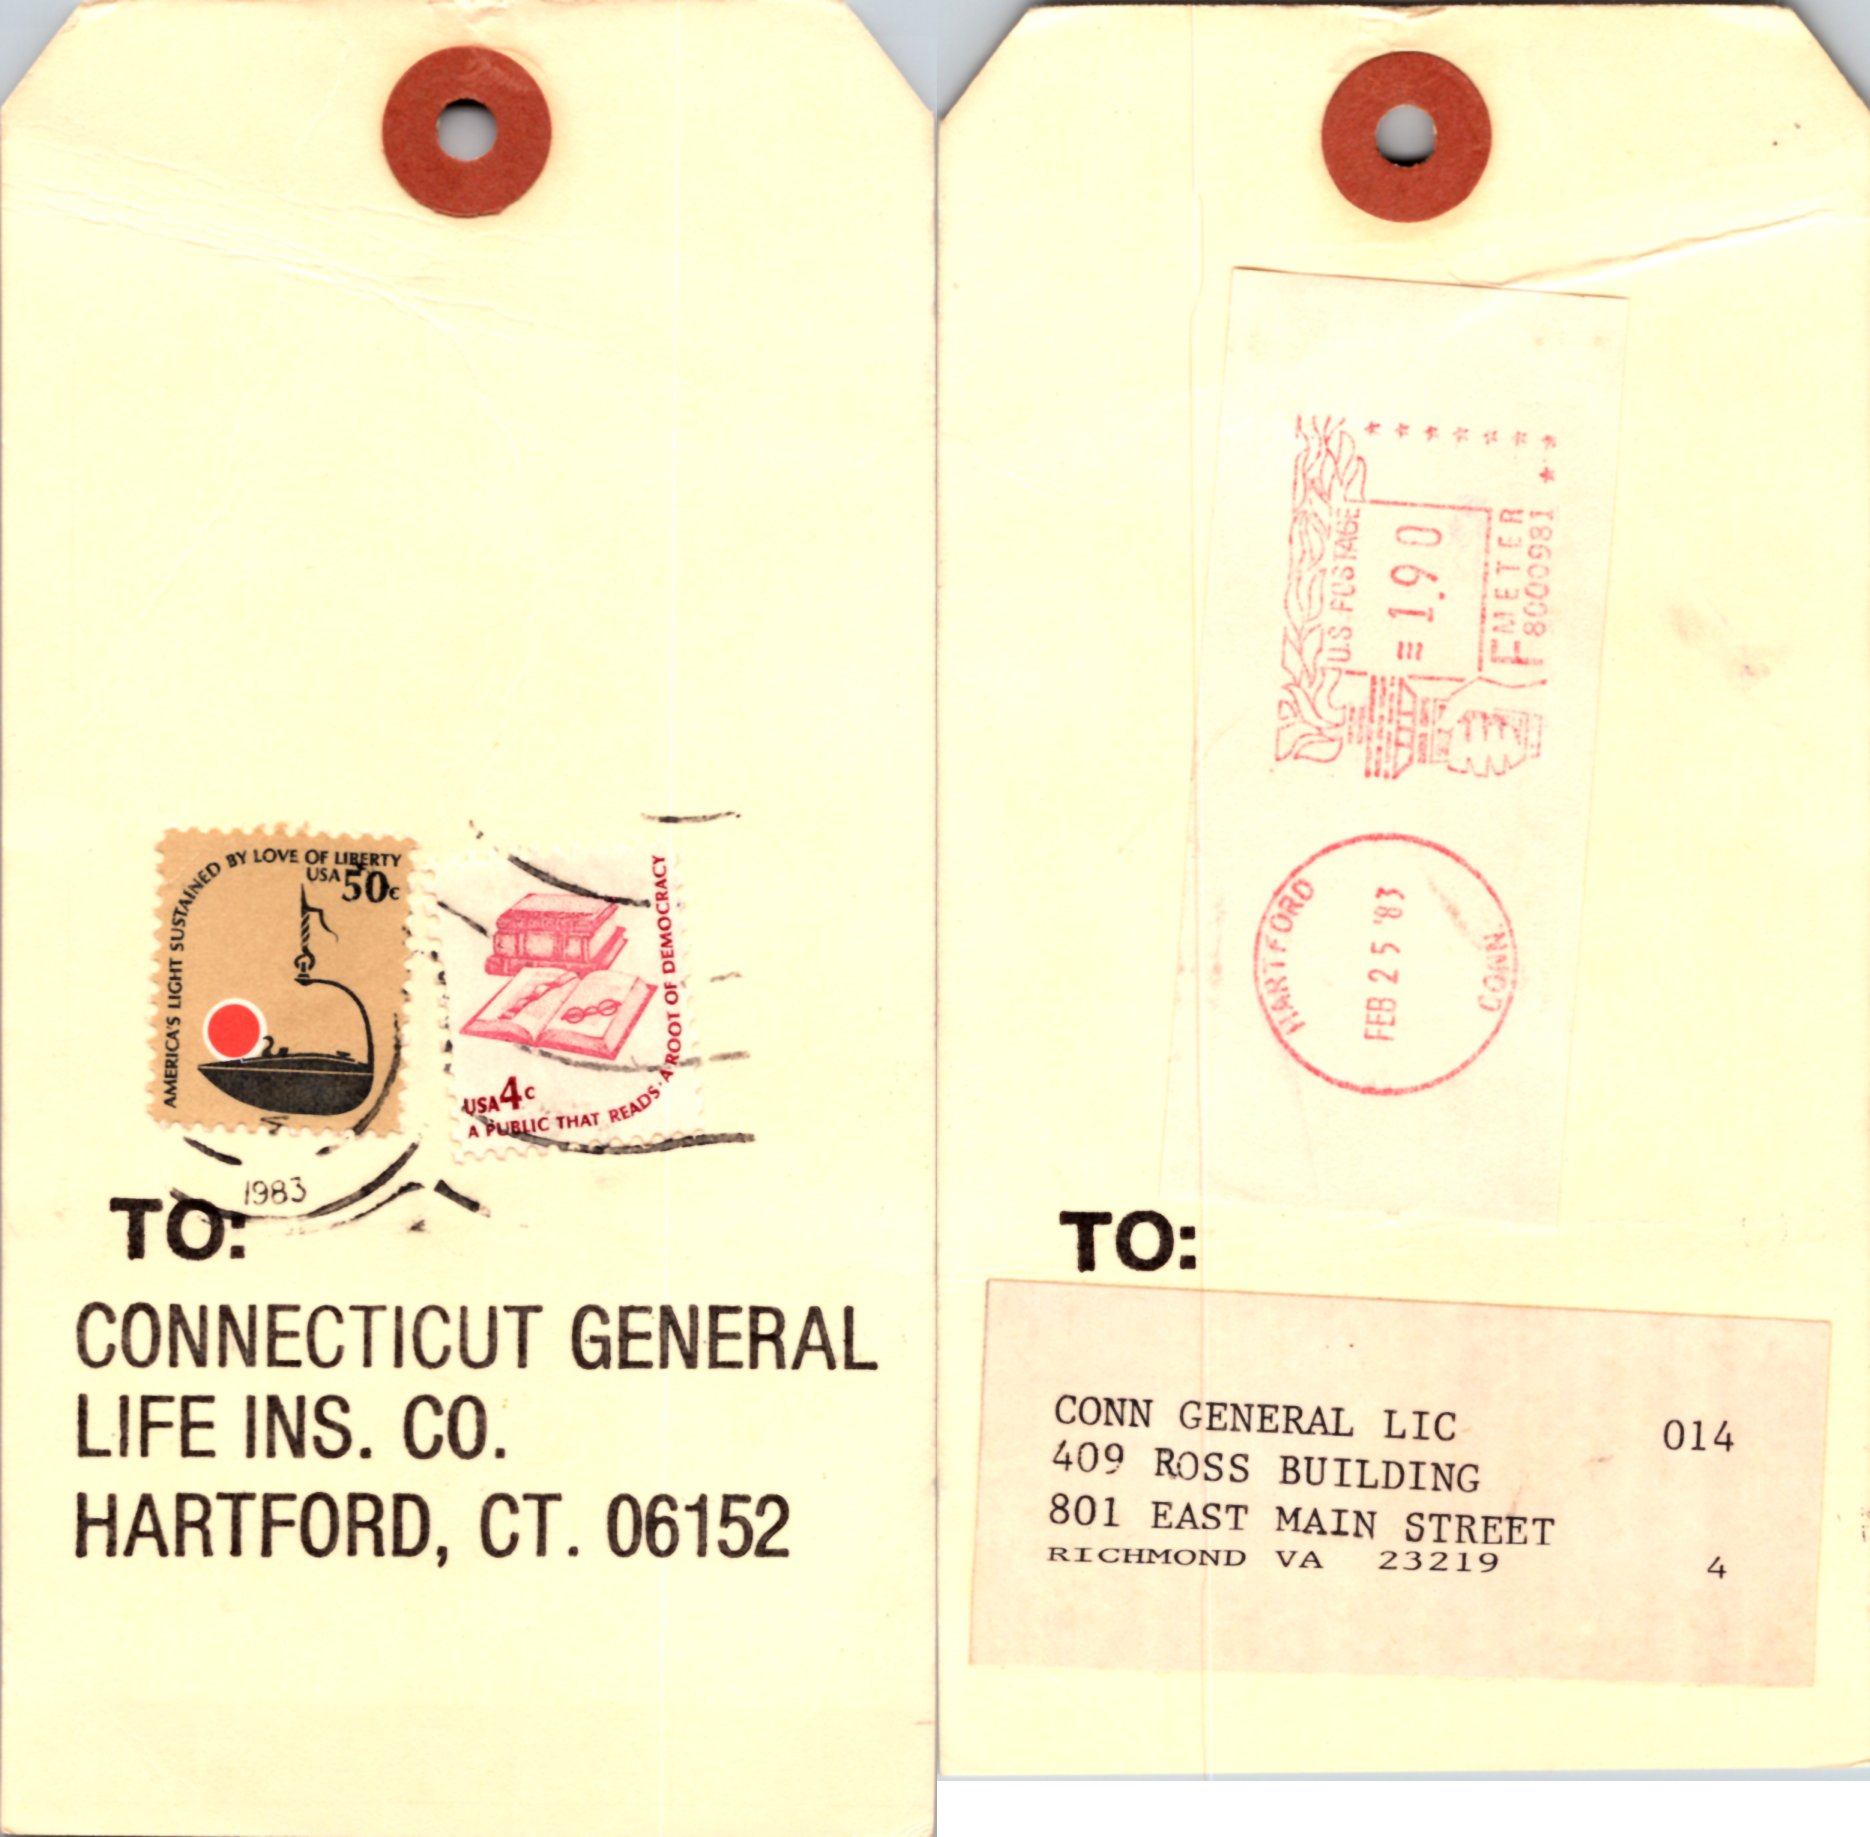 AMERICA'S LIGHT SUSTAINED BY LOVE OF LIBERTY
USA 50c
USA 4c
A PUBLIC THAT READS · A ROOT OF DEMOCRACY
1983
TO:
CONNECTICUT GENERAL
LIFE INS. CO.
HARTFORD, CT. 06152
U.S. POSTAGE
≡ 1.90
F METER
8000981
HARTFORD
FEB 25 '83
CONN.
TO:
CONN GENERAL LIC 014
409 ROSS BUILDING
801 EAST MAIN STREET
RICHMOND VA 23219 4